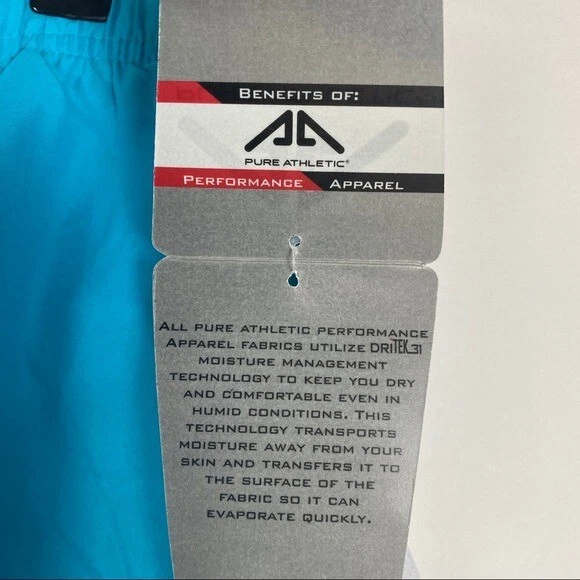 BENEFITS OF:
PURE ATHLETIC®
PERFORMANCE APPAREL
ALL PURE ATHLETIC PERFORMANCE
APPAREL FABRICS UTILIZE DRITEK31
MOISTURE MANAGEMENT
TECHNOLOGY TO KEEP YOU DRY
AND COMFORTABLE EVEN IN
HUMID CONDITIONS. THIS
TECHNOLOGY TRANSPORTS
MOISTURE AWAY FROM YOUR
SKIN AND TRANSFERS IT TO
THE SURFACE OF THE
FABRIC SO IT CAN
EVAPORATE QUICKLY.